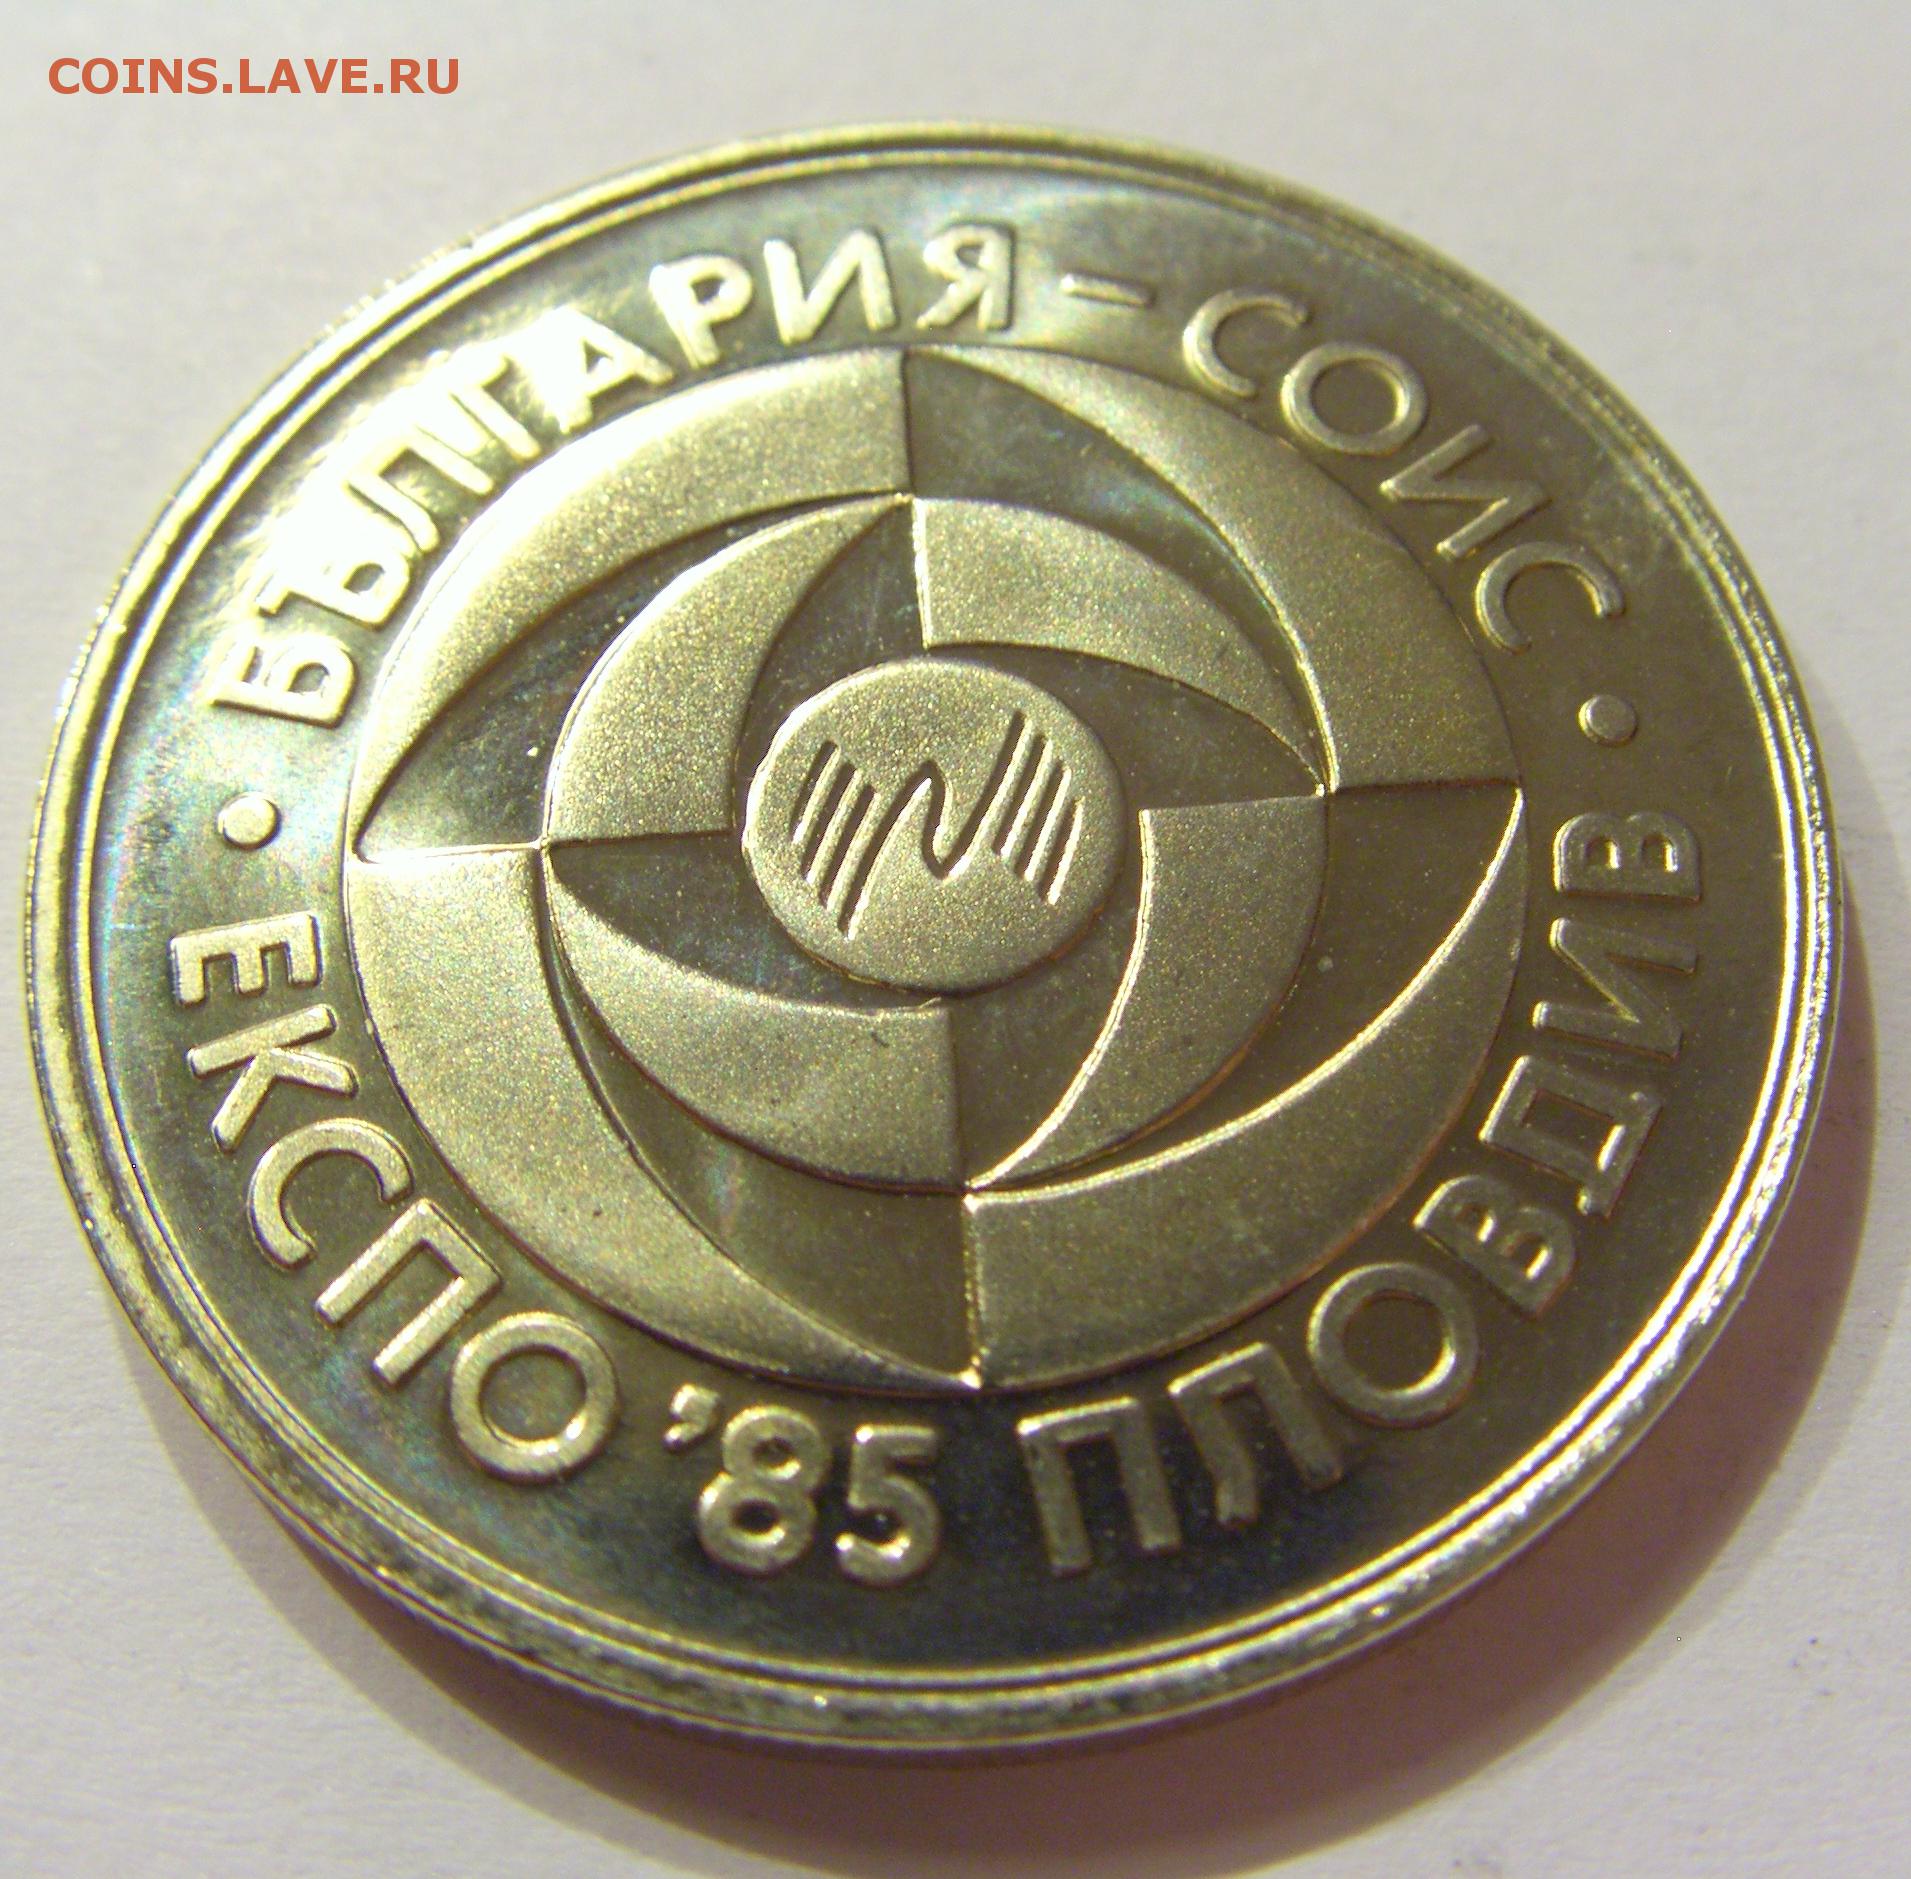 COINS.LAVE.RU
БЪЛГАРИЯ – СОИС
• ЕКСПО '85 ПЛОВДИВ •